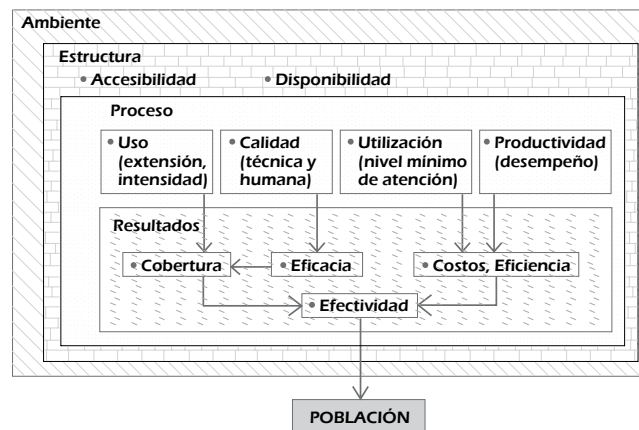 Ambiente
Estructura
• Accesibilidad
• Disponibilidad
Proceso
• Uso
(extensión,
intensidad)
• Calidad
(técnica y
humana)
• Utilización
(nivel mínimo
de atención)
• Productividad
(desempeño)
Resultados
• Cobertura
• Eficacia
• Costos, Eficiencia
• Efectividad
POBLACIÓN